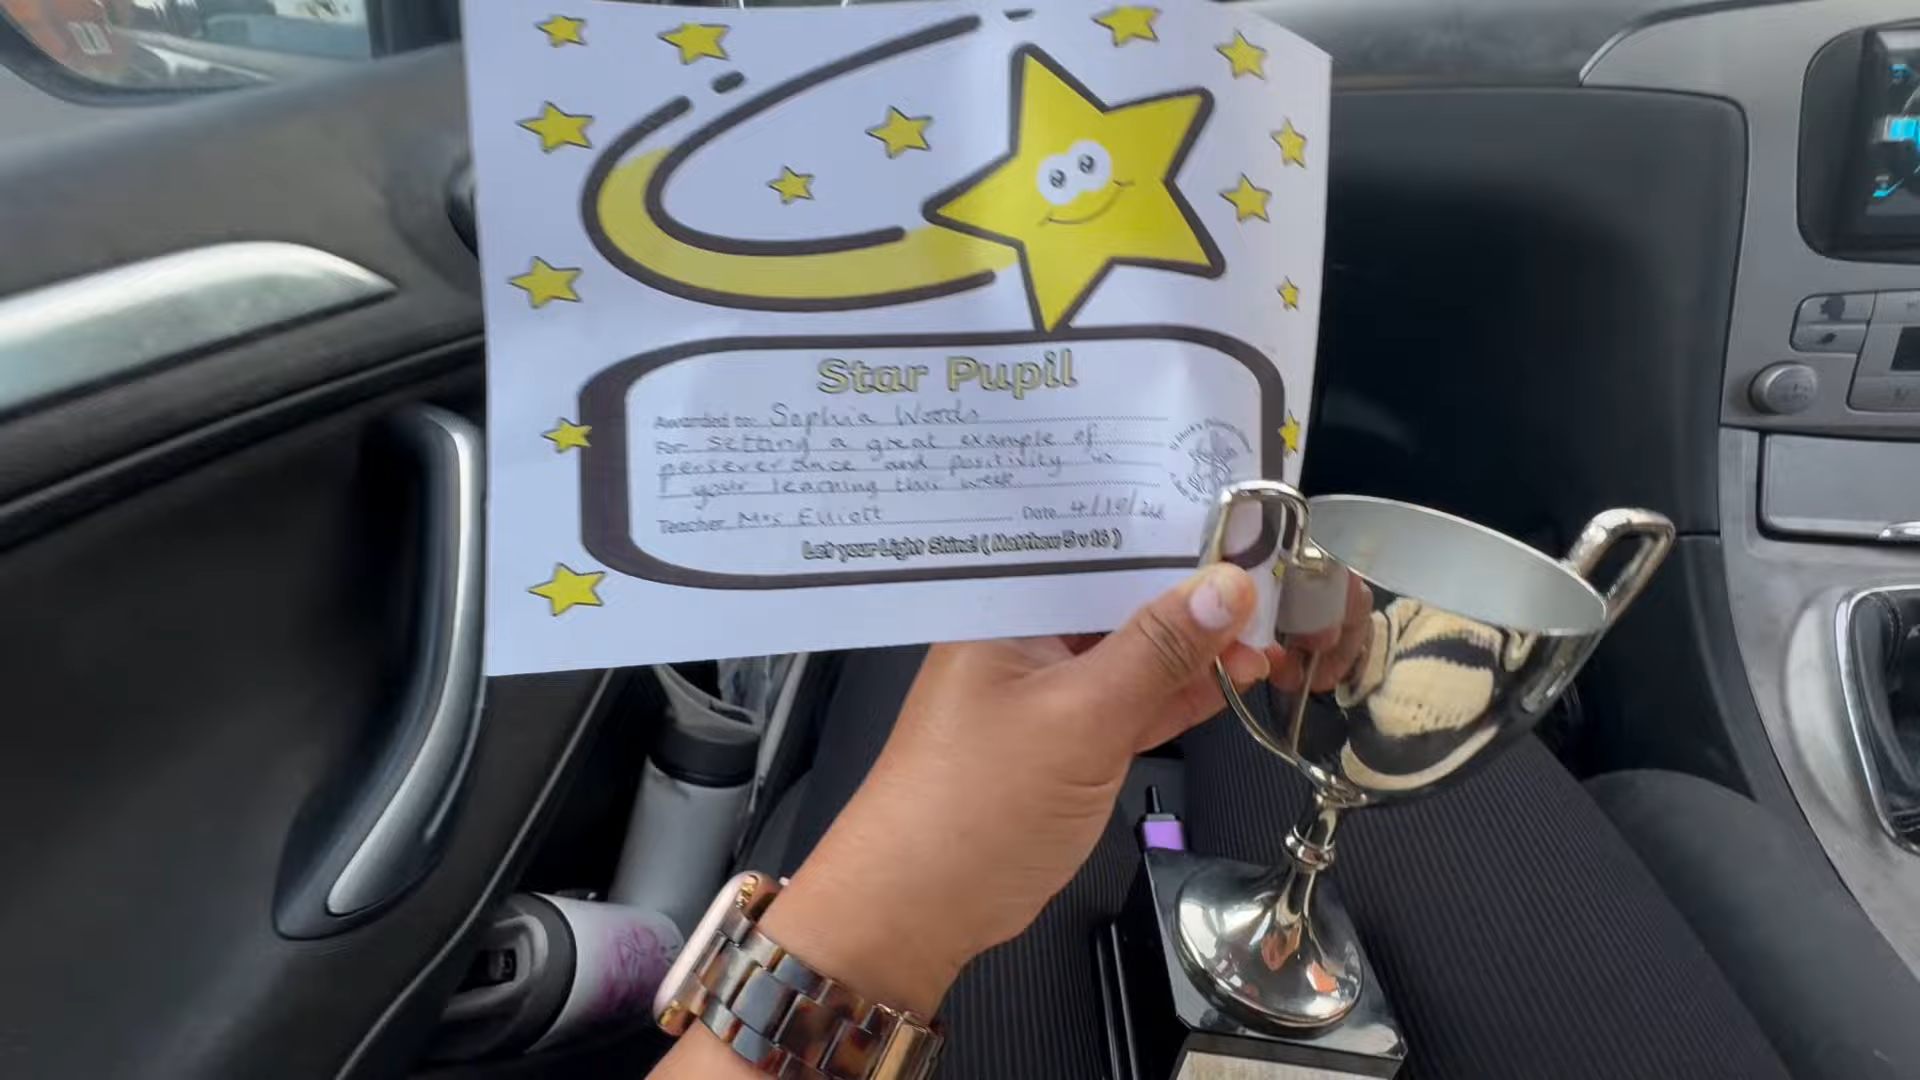 Star Pupil
Awarded to: Sophia Woods
For: setting a great example of
perseverance and positivity in
your learning this week
Teacher Mrs Elliott Date 4/10/24
Let your Light Shine! ( Matthew 5 v 16 )